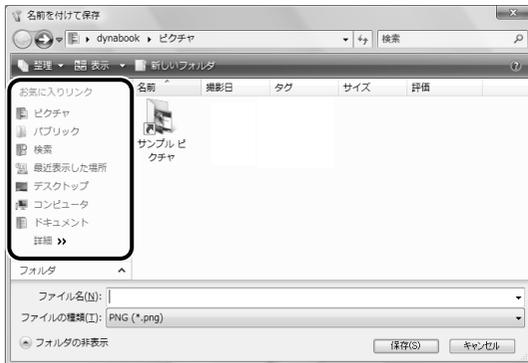 名前を付けて保存
dynabook ピクチャ 検索
整理 表示 新しいフォルダ
お気に入りリンク
ピクチャ
パブリック
検索
最近表示した場所
デスクトップ
コンピュータ
ドキュメント
詳細 >>
名前 撮影日 タグ サイズ 評価
サンプル ピ
クチャ
フォルダ
ファイル名(N):
ファイルの種類(T): PNG (*.png)
フォルダの非表示 保存(S) キャンセル